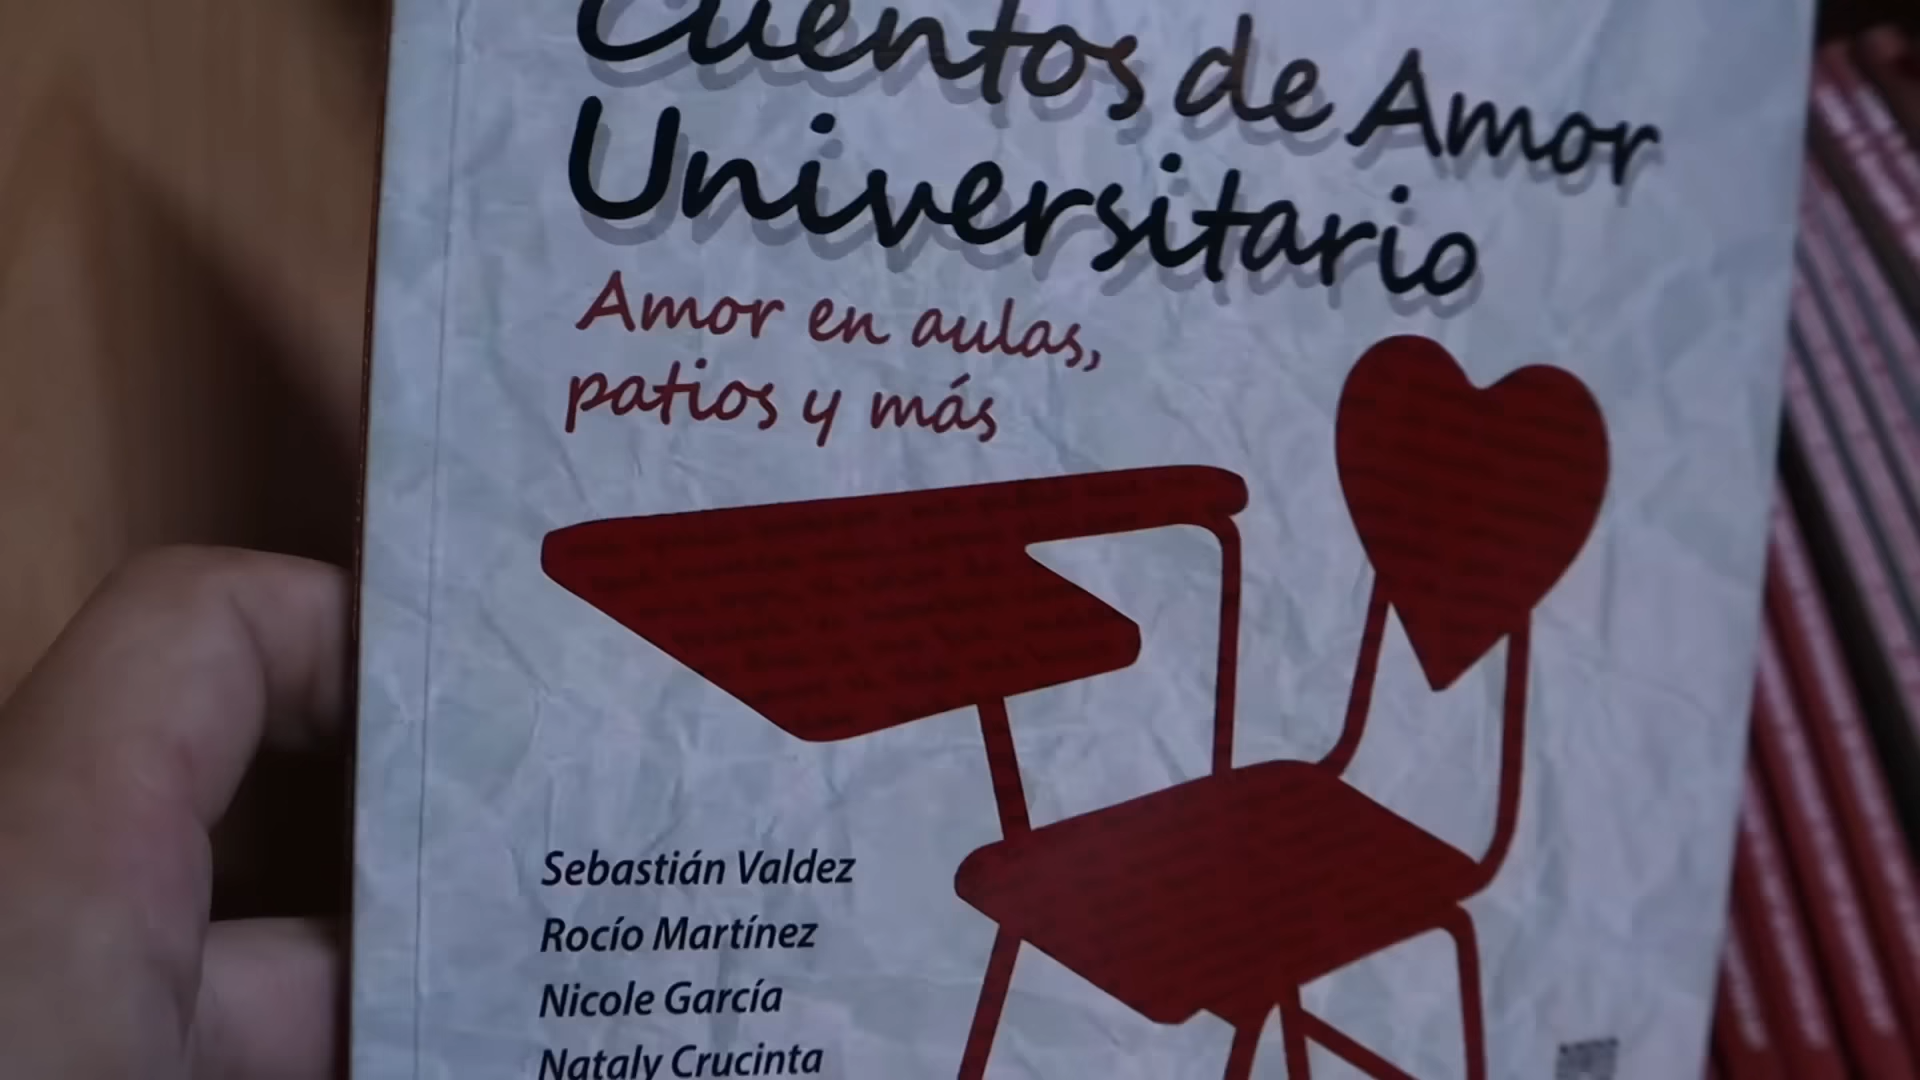 Cuentos de Amor
Universitario
Amor en aulas,
patios y más
Sebastián Valdez
Rocío Martínez
Nicole García
Nataly Crucinta